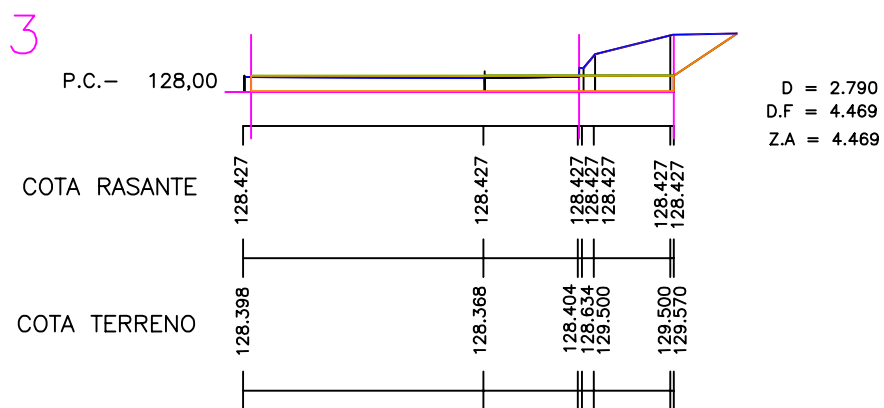 3
P.C.- 128,00
D = 2.790
D.F = 4.469
Z.A = 4.469
COTA RASANTE
128.427
128.427
128.427
128.427
128.427
128.427
128.427
COTA TERRENO
128.398
128.368
128.404
128.634
129.500
129.500
129.570